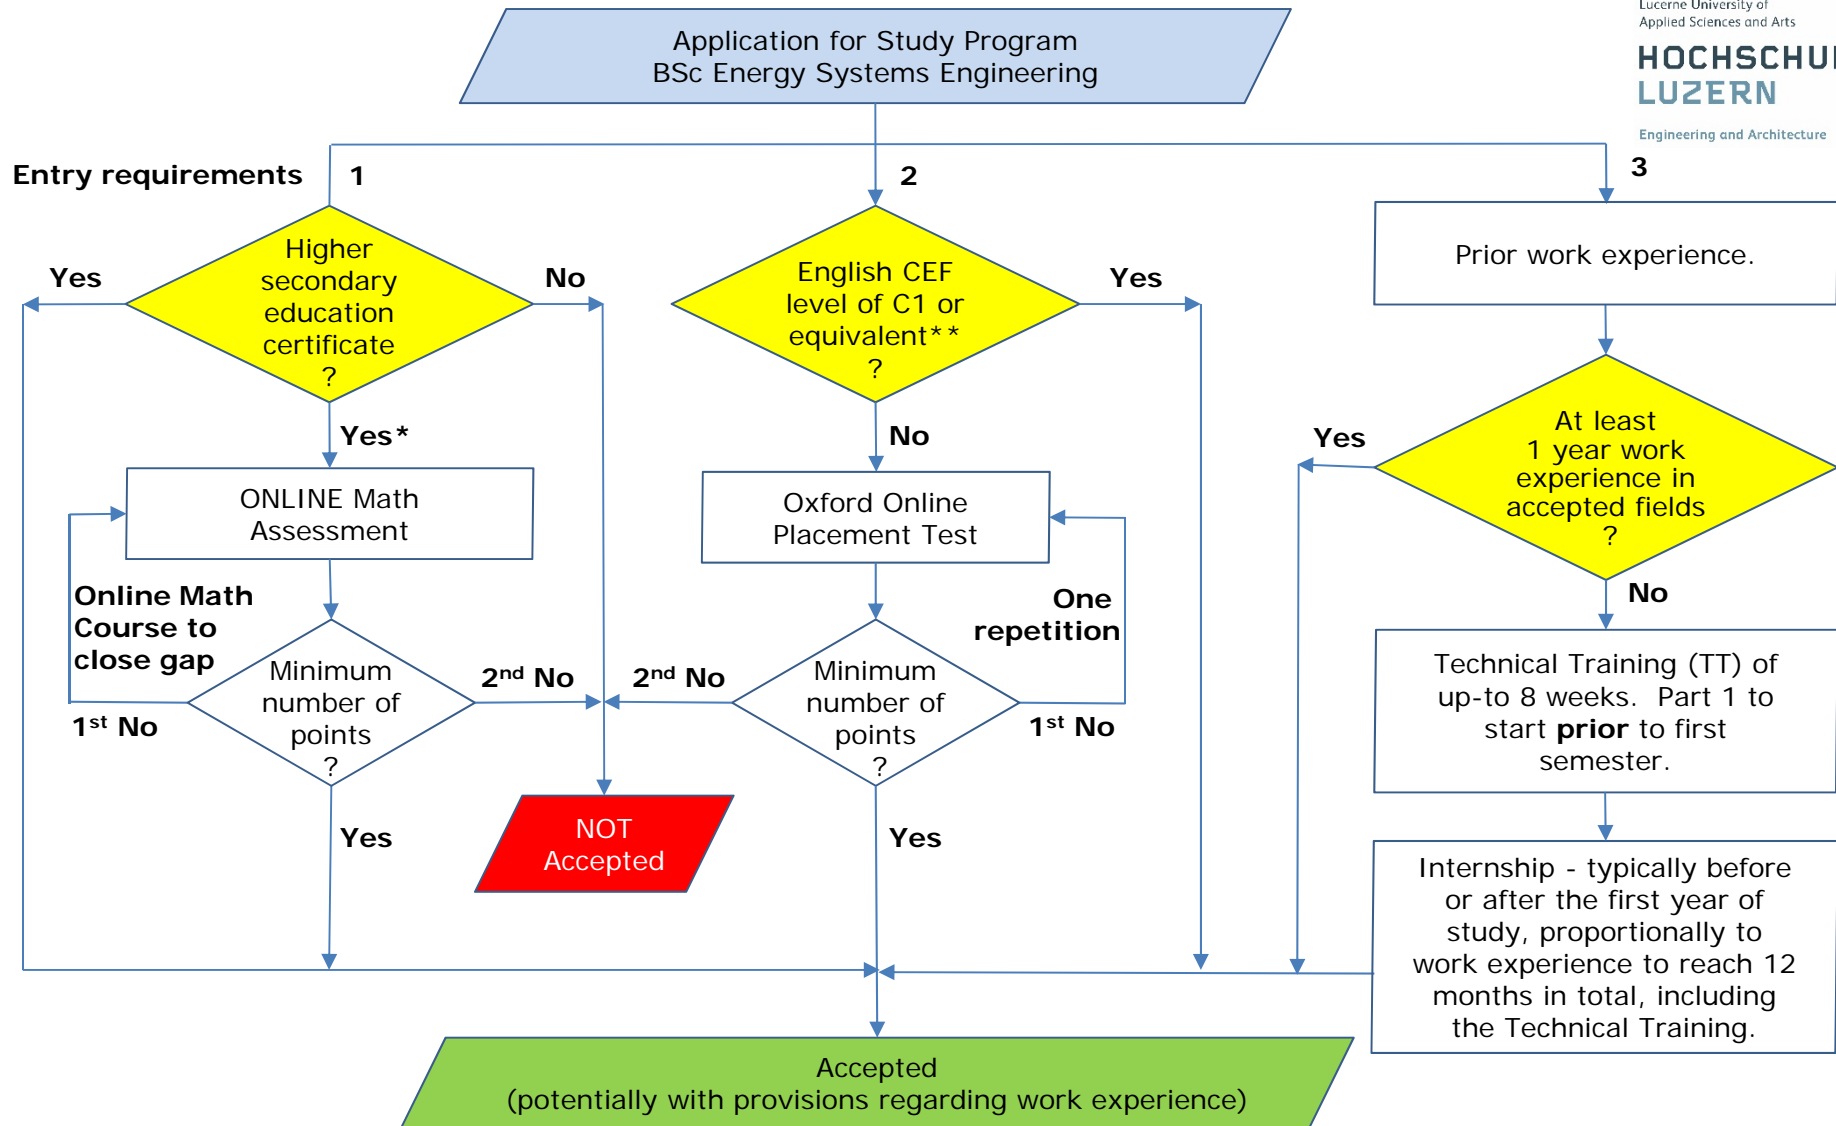 Lucerne University of
Applied Sciences and Arts
LUZERN
Engineering and Architecture
Application for Study Program
BSc Energy Systems Engineering
Entry requirements
1
2
3
Higher
secondary
education
certificate
?
Yes
No
Yes*
ONLINE Math
Assessment
Online Math
Course to
close gap
1st No
Minimum
number of
points
?
2nd No
Yes
NOT
Accepted
English CEF
level of C1 or
equivalent**
?
Yes
No
Oxford Online
Placement Test
One
repetition
2nd No
Minimum
number of
points
?
1st No
Yes
Prior work experience.
At least
1 year work
experience in
accepted fields
?
Yes
No
Technical Training (TT) of
up-to 8 weeks. Part 1 to
start prior to first
semester.
Internship - typically before
or after the first year of
study, proportionally to
work experience to reach 12
months in total, including
the Technical Training.
Accepted
(potentially with provisions regarding work experience)